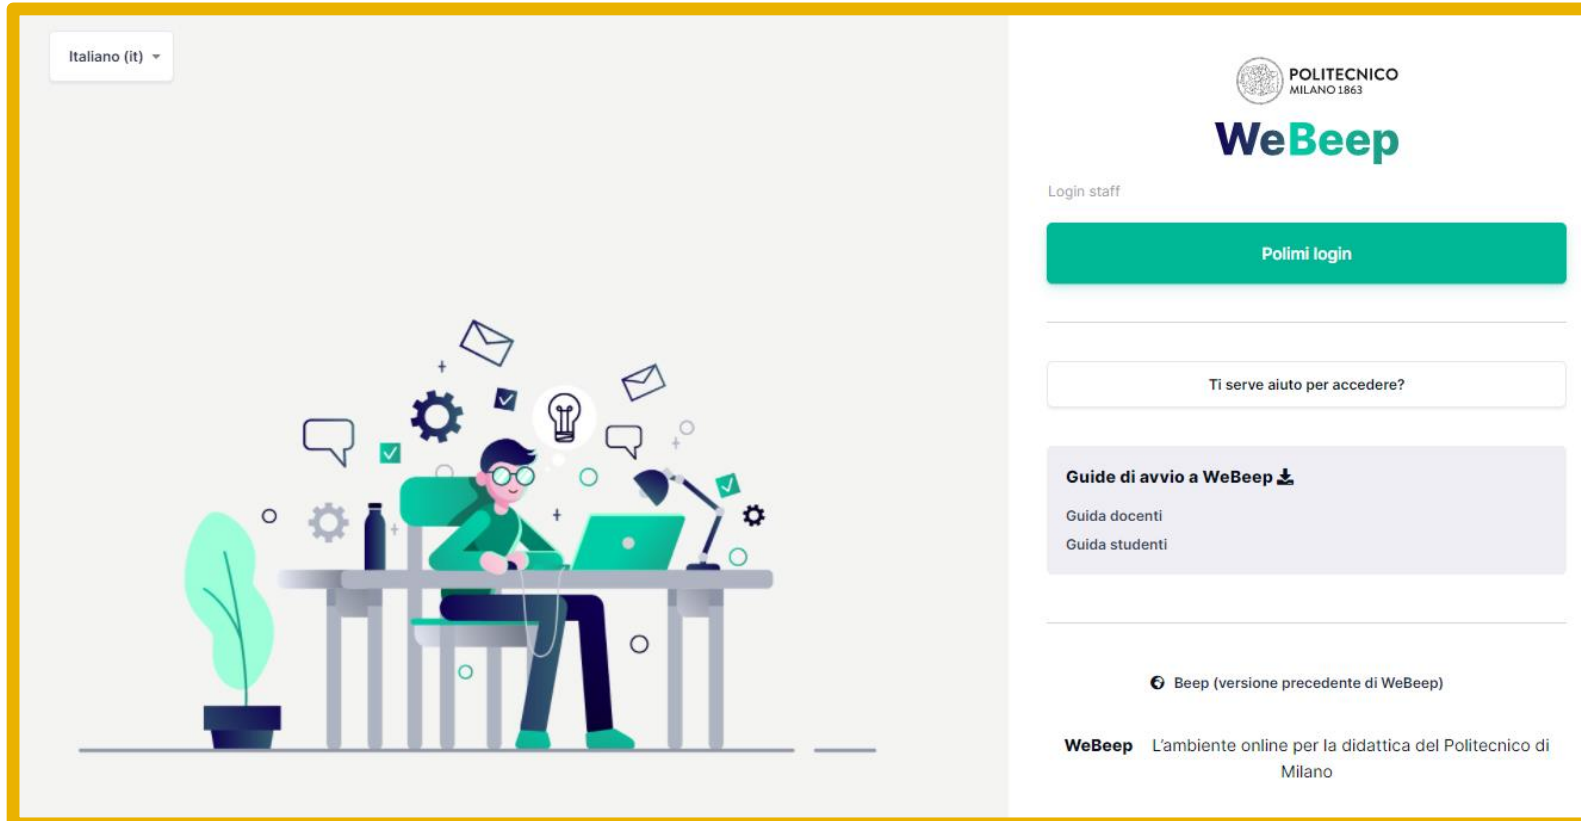 Italiano (it)
POLITECNICO
MILANO 1863
WeBeep
Login staff
Polimi login
Ti serve aiuto per accedere?
Guide di avvio a WeBeep
Guida docenti
Guida studenti
Beep (versione precedente di WeBeep)
WeBeep L'ambiente online per la didattica del Politecnico di
Milano